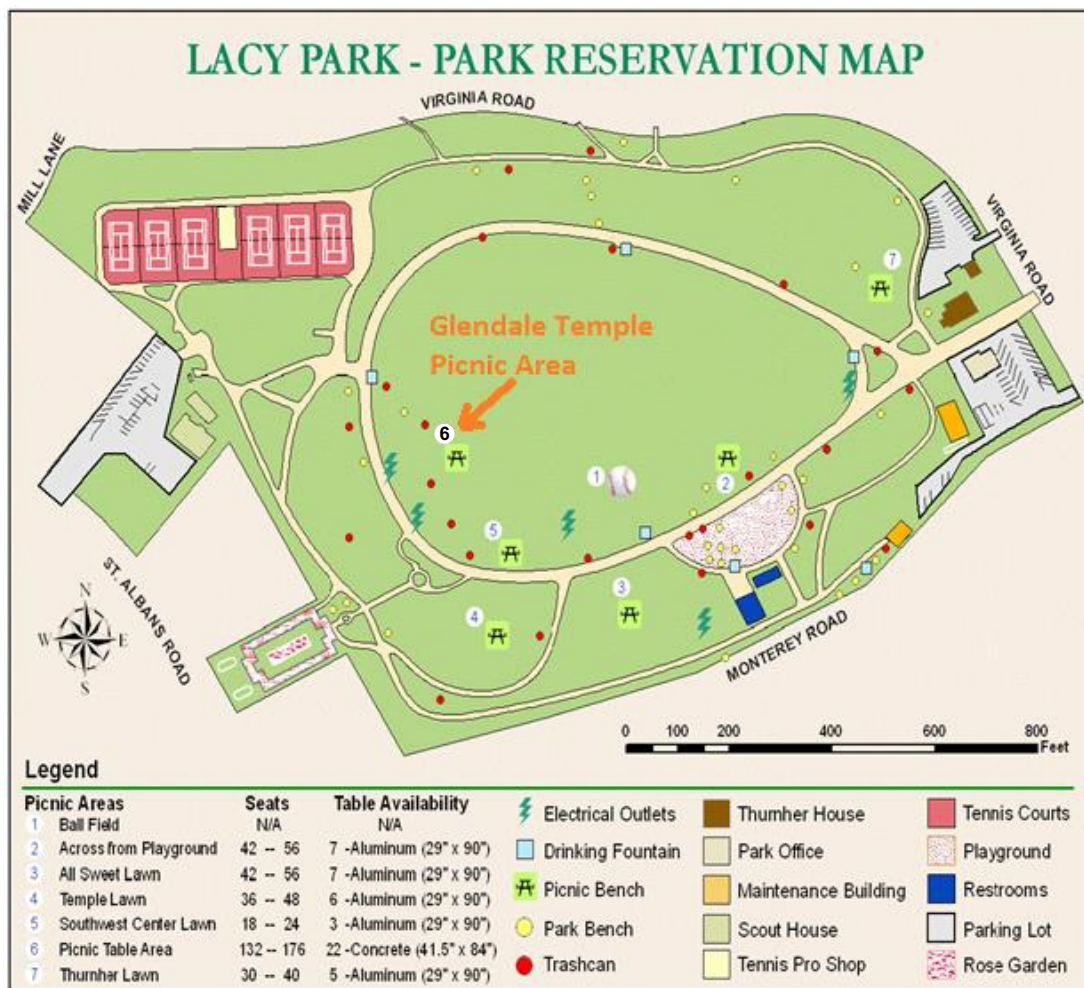 LACY PARK - PARK RESERVATION MAP
VIRGINIA ROAD
MILL LANE
VIRGINIA ROAD
7
Glendale Temple
Picnic Area
6
1
2
5
3
4
ST. ALBANS ROAD
MONTEREY ROAD
N
W E
S
0 100 200 400 600 800
Feet
Legend
Picnic Areas Seats Table Availability
1 Ball Field N/A N/A
2 Across from Playground 42 -- 56 7 -Aluminum (29" x 90")
3 All Sweet Lawn 42 -- 56 7 -Aluminum (29" x 90")
4 Temple Lawn 36 -- 48 6 -Aluminum (29" x 90")
5 Southwest Center Lawn 18 -- 24 3 -Aluminum (29" x 90")
6 Picnic Table Area 132 -- 176 22 -Concrete (41.5" x 84")
7 Thurnher Lawn 30 -- 40 5 -Aluminum (29" x 90")
Electrical Outlets
Drinking Fountain
Picnic Bench
Park Bench
Trashcan
Thurnher House
Park Office
Maintenance Building
Scout House
Tennis Pro Shop
Tennis Courts
Playground
Restrooms
Parking Lot
Rose Garden